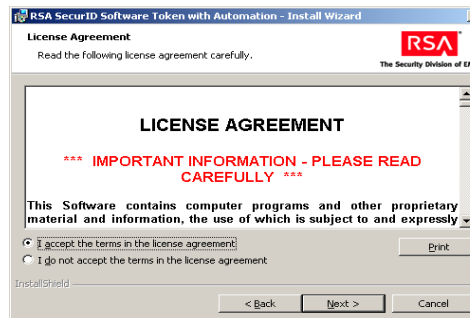 RSA SecurID Software Token with Automation - Install Wizard
License Agreement
Read the following license agreement carefully.
RSA
The Security Division of EM
LICENSE AGREEMENT
*** IMPORTANT INFORMATION - PLEASE READ
CAREFULLY ***
This Software contains computer programs and other proprietary
material and information, the use of which is subject to and expressly
I accept the terms in the license agreement
I do not accept the terms in the license agreement
Print
InstallShield
< Back
Next >
Cancel